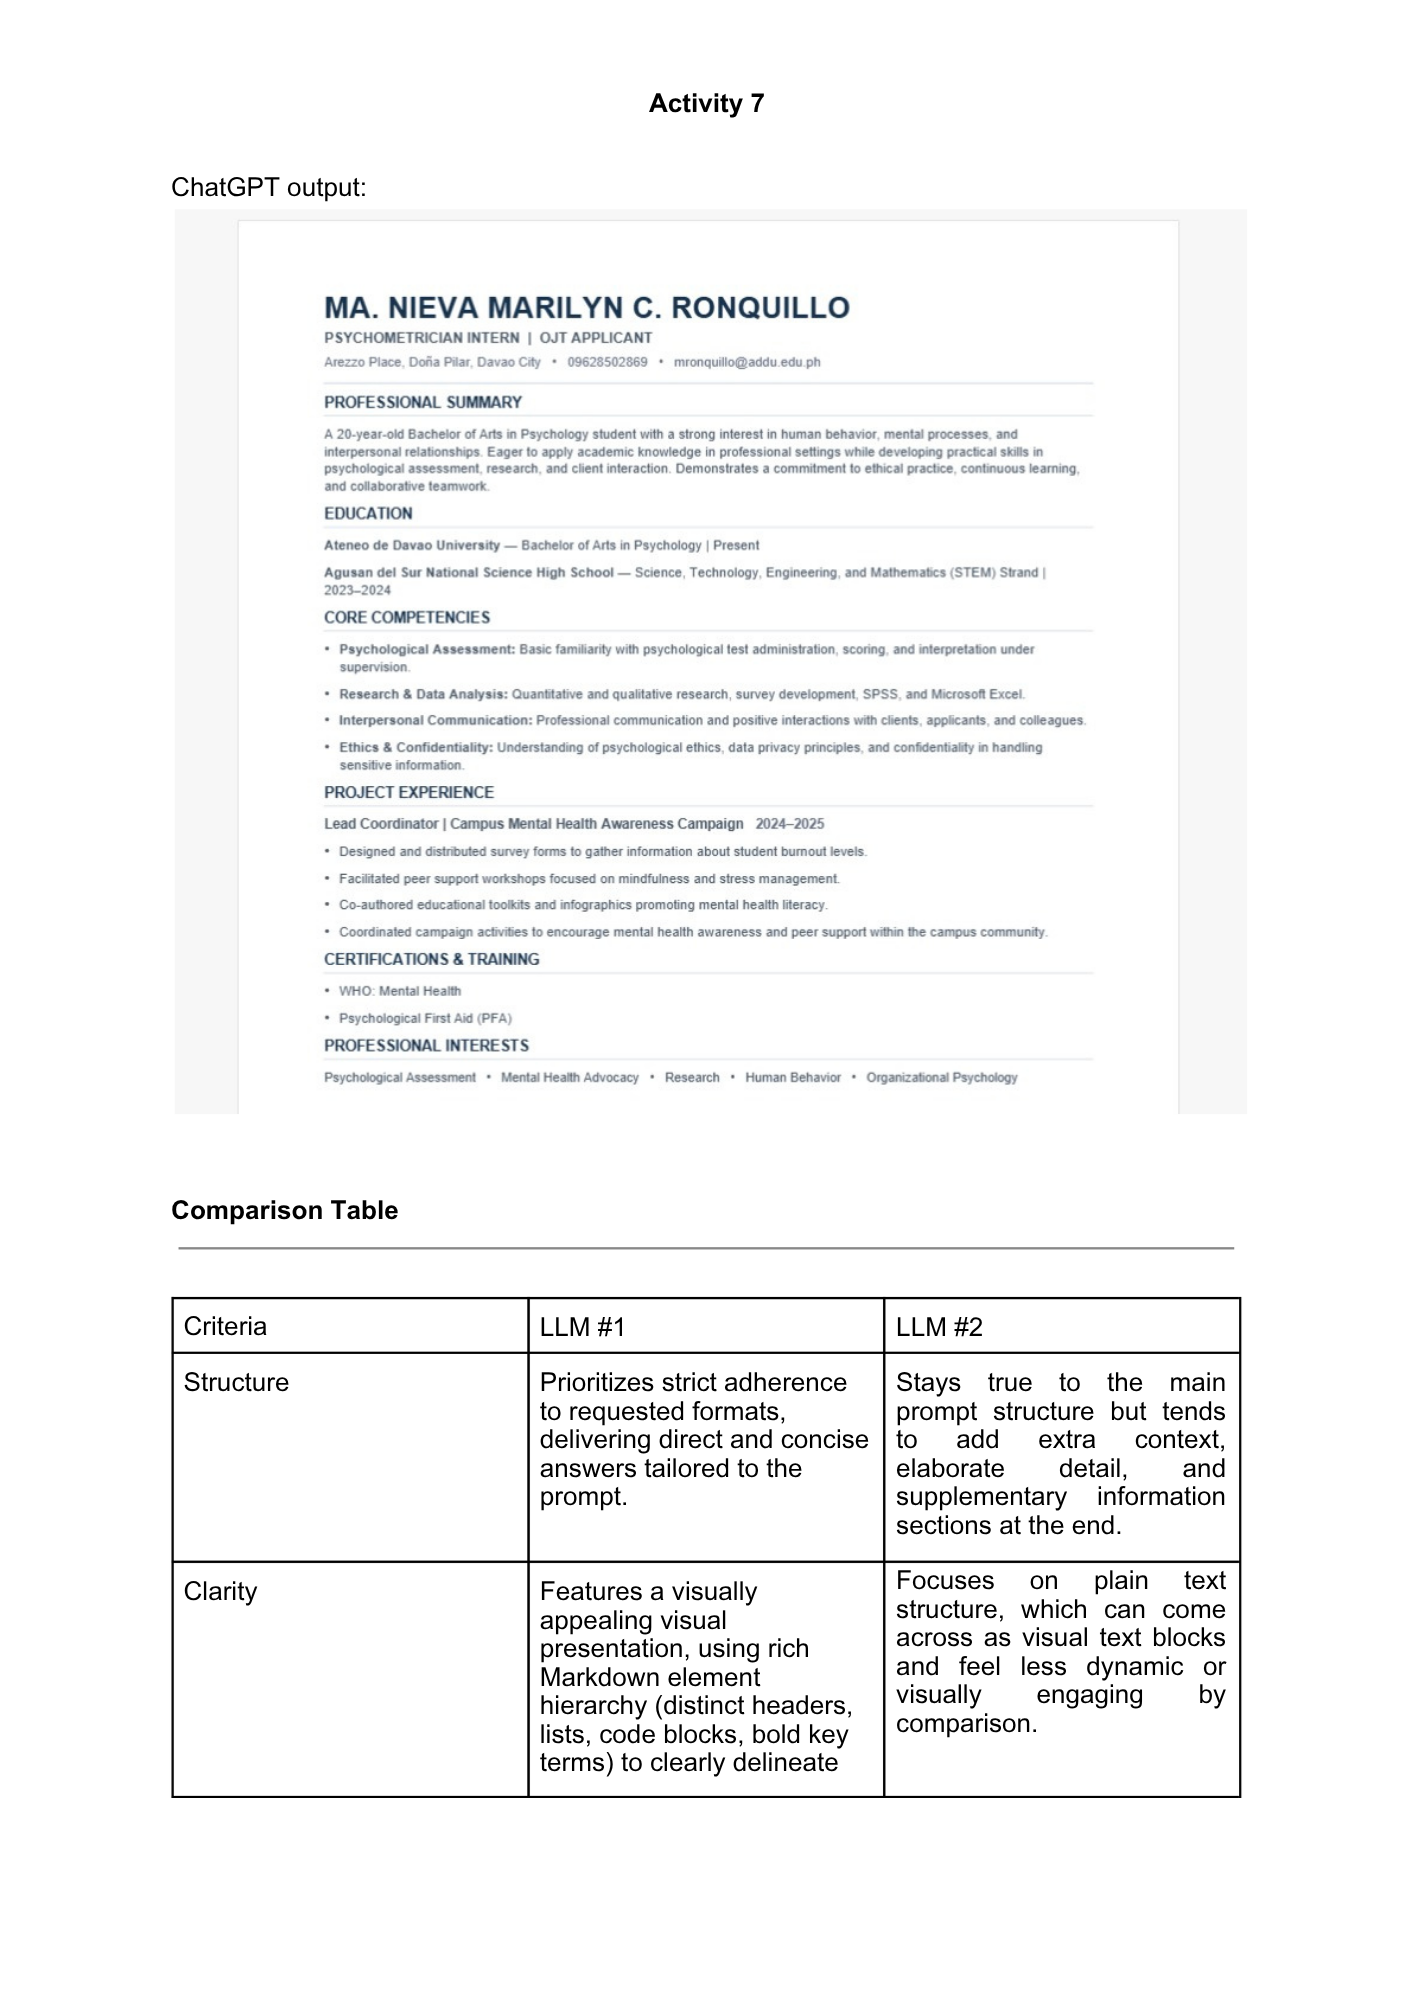 Activity 7
ChatGPT output:
MA. NIEVA MARILYN C. RONQUILLO
PSYCHOMETRICIAN INTERN | OJT APPLICANT
Arezzo Place, Doña Pilar, Davao City • 09628502869 • mronquillo@addu.edu.ph
PROFESSIONAL SUMMARY
A 20-year-old Bachelor of Arts in Psychology student with a strong interest in human behavior, mental processes, and
interpersonal relationships. Eager to apply academic knowledge in professional settings while developing practical skills in
psychological assessment, research, and client interaction. Demonstrates a commitment to ethical practice, continuous learning,
and collaborative teamwork.
EDUCATION
Ateneo de Davao University — Bachelor of Arts in Psychology | Present
Agusan del Sur National Science High School — Science, Technology, Engineering, and Mathematics (STEM) Strand |
2023–2024
CORE COMPETENCIES
• Psychological Assessment: Basic familiarity with psychological test administration, scoring, and interpretation under
supervision.
• Research & Data Analysis: Quantitative and qualitative research, survey development, SPSS, and Microsoft Excel.
• Interpersonal Communication: Professional communication and positive interactions with clients, applicants, and colleagues.
• Ethics & Confidentiality: Understanding of psychological ethics, data privacy principles, and confidentiality in handling
sensitive information.
PROJECT EXPERIENCE
Lead Coordinator | Campus Mental Health Awareness Campaign 2024–2025
• Designed and distributed survey forms to gather information about student burnout levels.
• Facilitated peer support workshops focused on mindfulness and stress management.
• Co-authored educational toolkits and infographics promoting mental health literacy.
• Coordinated campaign activities to encourage mental health awareness and peer support within the campus community.
CERTIFICATIONS & TRAINING
• WHO: Mental Health
• Psychological First Aid (PFA)
PROFESSIONAL INTERESTS
Psychological Assessment • Mental Health Advocacy • Research • Human Behavior • Organizational Psychology
Comparison Table
Criteria
LLM #1
LLM #2
Structure
Prioritizes strict adherence
to requested formats,
delivering direct and concise
answers tailored to the
prompt.
Stays true to the main
prompt structure but tends
to add extra context,
elaborate detail, and
supplementary information
sections at the end.
Clarity
Features a visually
appealing visual
presentation, using rich
Markdown element
hierarchy (distinct headers,
lists, code blocks, bold key
terms) to clearly delineate
Focuses on plain text
structure, which can come
across as visual text blocks
and feel less dynamic or
visually engaging by
comparison.